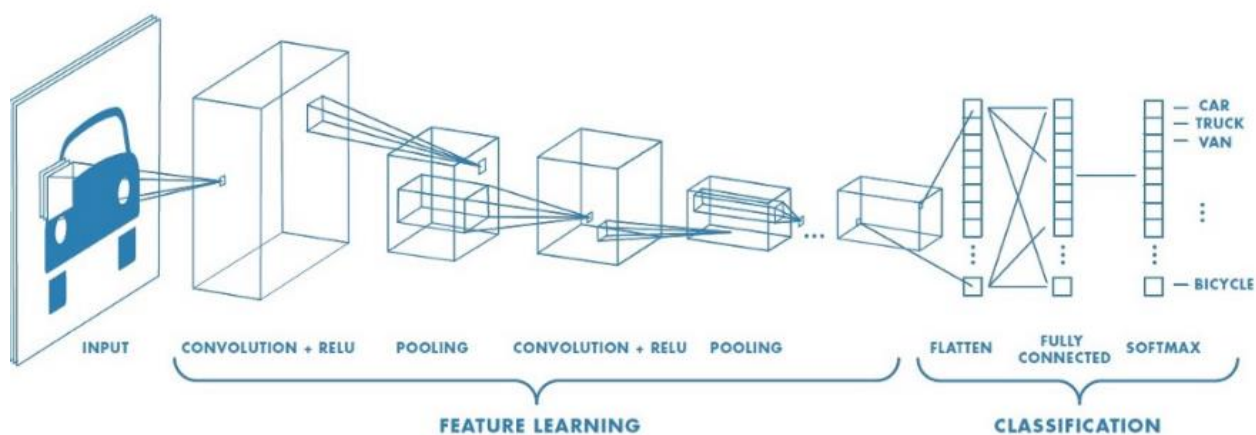 CAR
TRUCK
VAN
BICYCLE
INPUT
CONVOLUTION + RELU
POOLING
CONVOLUTION + RELU
POOLING
FLATTEN
FULLY
CONNECTED
SOFTMAX
FEATURE LEARNING
CLASSIFICATION